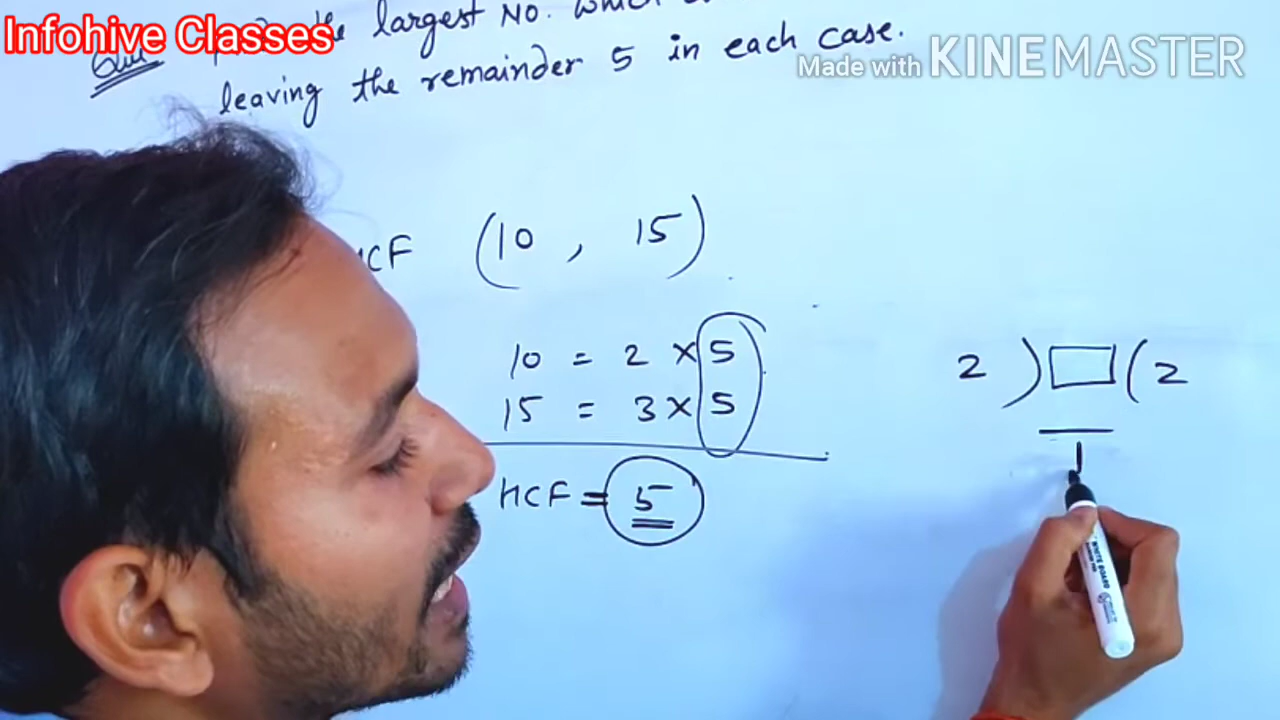 Infohive Classes
largest No. which
leaving the remainder 5 in each case.
Made with KINEMASTER
HCF (10 , 15)
10 = 2 × 5
15 = 3 × 5
HCF = 5
2 ) ( 2
1